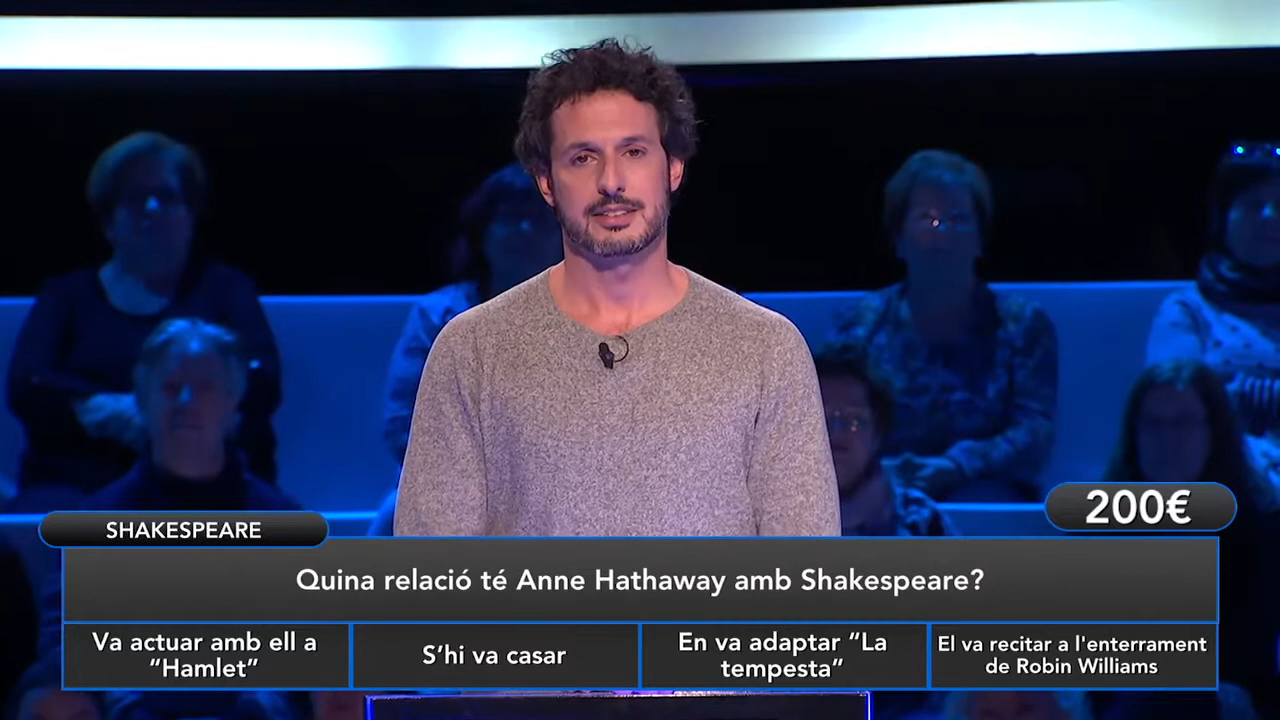 SHAKESPEARE
200€
Quina relació té Anne Hathaway amb Shakespeare?
Va actuar amb ell a
“Hamlet”
S’hi va casar
En va adaptar “La
tempesta”
El va recitar a l'enterrament
de Robin Williams